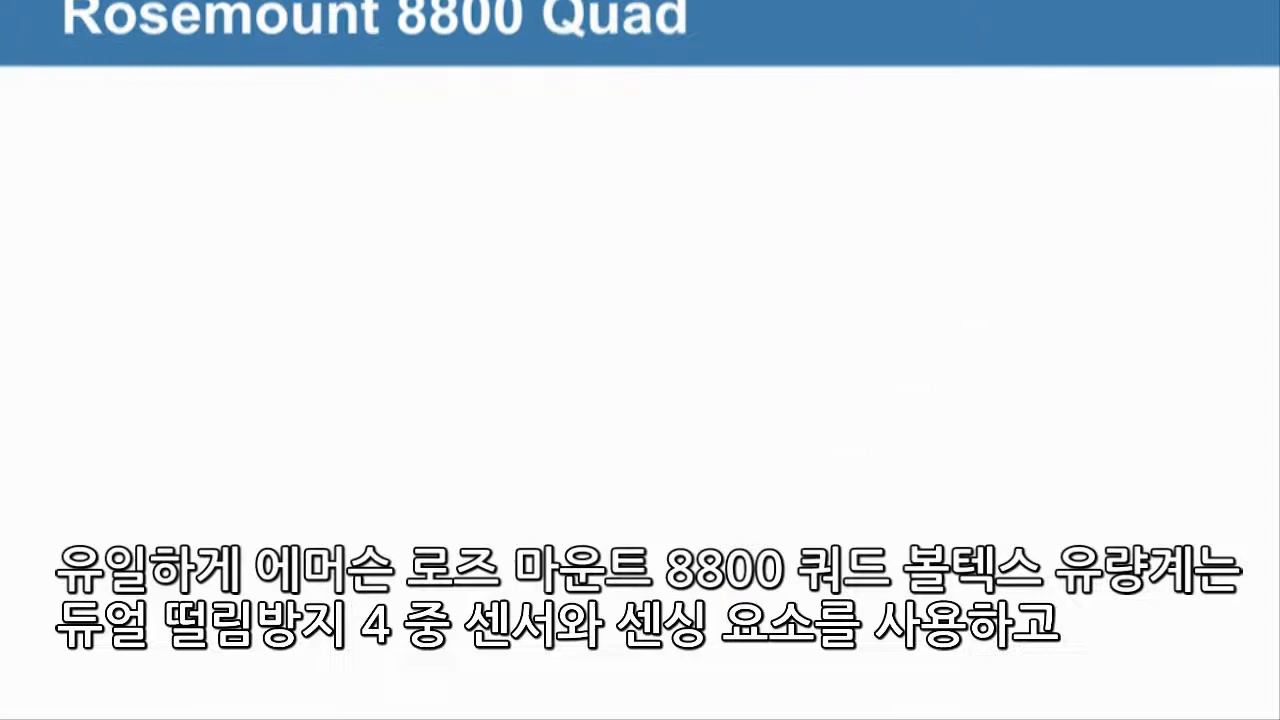 Rosemount 8800 Quad
유일하게 에머슨 로즈 마운트 8800 쿼드 볼텍스 유량계는
듀얼 떨림방지 4 중 센서와 센싱 요소를 사용하고